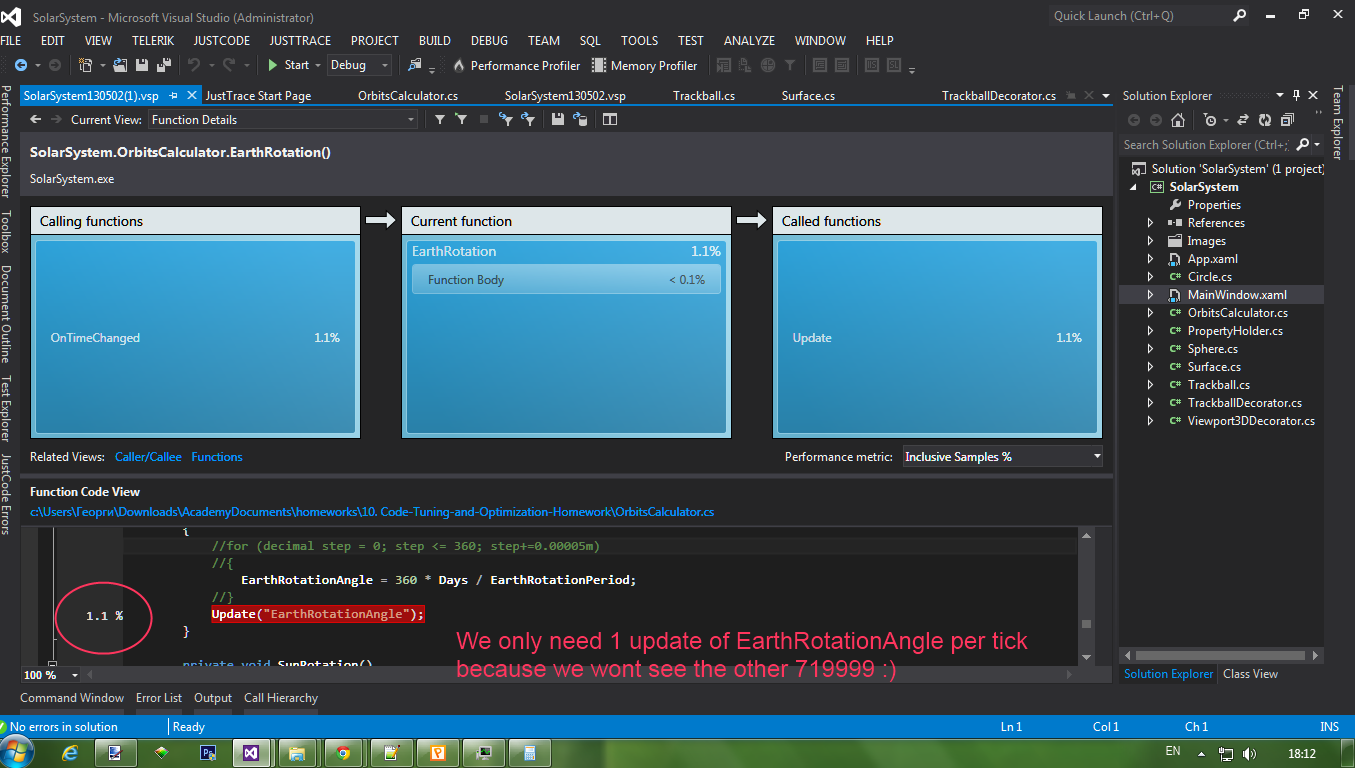 SolarSystem - Microsoft Visual Studio (Administrator)
Quick Launch (Ctrl+Q)
FILE EDIT VIEW TELERIK JUSTCODE JUSTTRACE PROJECT BUILD DEBUG TEAM SQL TOOLS TEST ANALYZE WINDOW HELP
Start Debug Performance Profiler Memory Profiler
SolarSystem130502(1).vsp JustTrace Start Page OrbitsCalculator.cs SolarSystem130502.vsp Trackball.cs Surface.cs TrackballDecorator.cs
Current View: Function Details
SolarSystem.OrbitsCalculator.EarthRotation()
SolarSystem.exe
Calling functions
OnTimeChanged 1.1%
Current function
EarthRotation 1.1%
Function Body < 0.1%
Called functions
Update 1.1%
Related Views: Caller/Callee Functions
Performance metric: Inclusive Samples %
Function Code View
c:\Users\Георги\Downloads\AcademyDocuments\homeworks\10. Code-Tuning-and-Optimization-Homework\OrbitsCalculator.cs
{
//for (decimal step = 0; step <= 360; step+=0.00005m)
//{
EarthRotationAngle = 360 * Days / EarthRotationPeriod;
//}
1.1 % Update("EarthRotationAngle");
}
private void SunRotation()
We only need 1 update of EarthRotationAngle per tick
because we wont see the other 719999 :)
100 %
Performance Explorer
Toolbox
Document Outline
Test Explorer
JustCode Errors
Solution Explorer
Search Solution Explorer (Ctrl+;
Solution 'SolarSystem' (1 project)
C# SolarSystem
Properties
References
Images
App.xaml
C# Circle.cs
MainWindow.xaml
C# OrbitsCalculator.cs
C# PropertyHolder.cs
C# Sphere.cs
C# Surface.cs
C# Trackball.cs
C# TrackballDecorator.cs
C# Viewport3DDecorator.cs
Solution Explorer Class View
Team Explorer
Command Window Error List Output Call Hierarchy
No errors in solution Ready Ln 1 Col 1 Ch 1 INS
EN 18:12